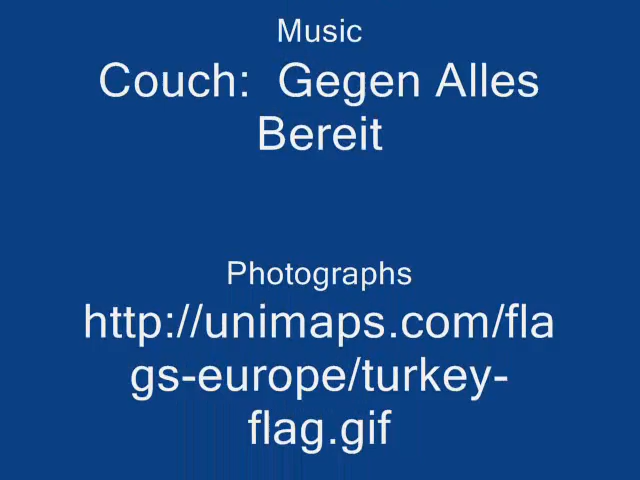 Music
Couch:  Gegen Alles
Bereit
Photographs
http://unimaps.com/fla
gs-europe/turkey-
flag.gif